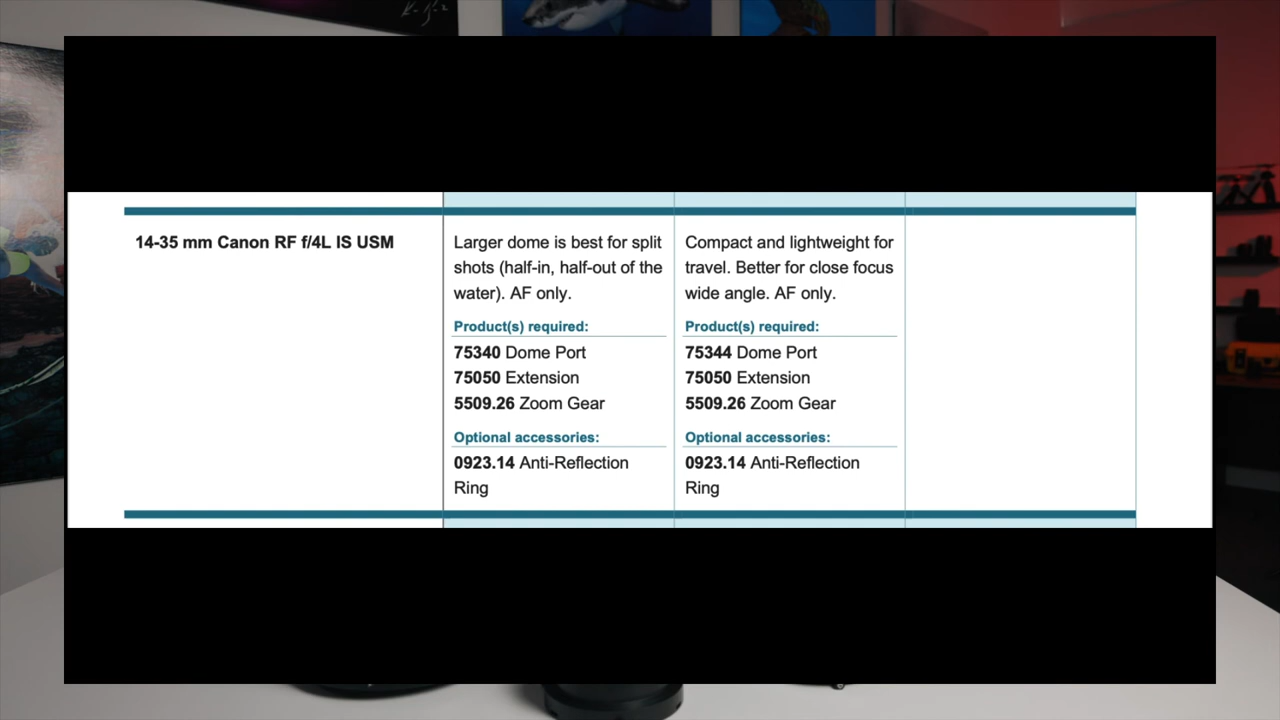 14-35 mm Canon RF f/4L IS USM
Larger dome is best for split
shots (half-in, half-out of the
water). AF only.
Product(s) required:
75340 Dome Port
75050 Extension
5509.26 Zoom Gear
Optional accessories:
0923.14 Anti-Reflection
Ring
Compact and lightweight for
travel. Better for close focus
wide angle. AF only.
Product(s) required:
75344 Dome Port
75050 Extension
5509.26 Zoom Gear
Optional accessories:
0923.14 Anti-Reflection
Ring